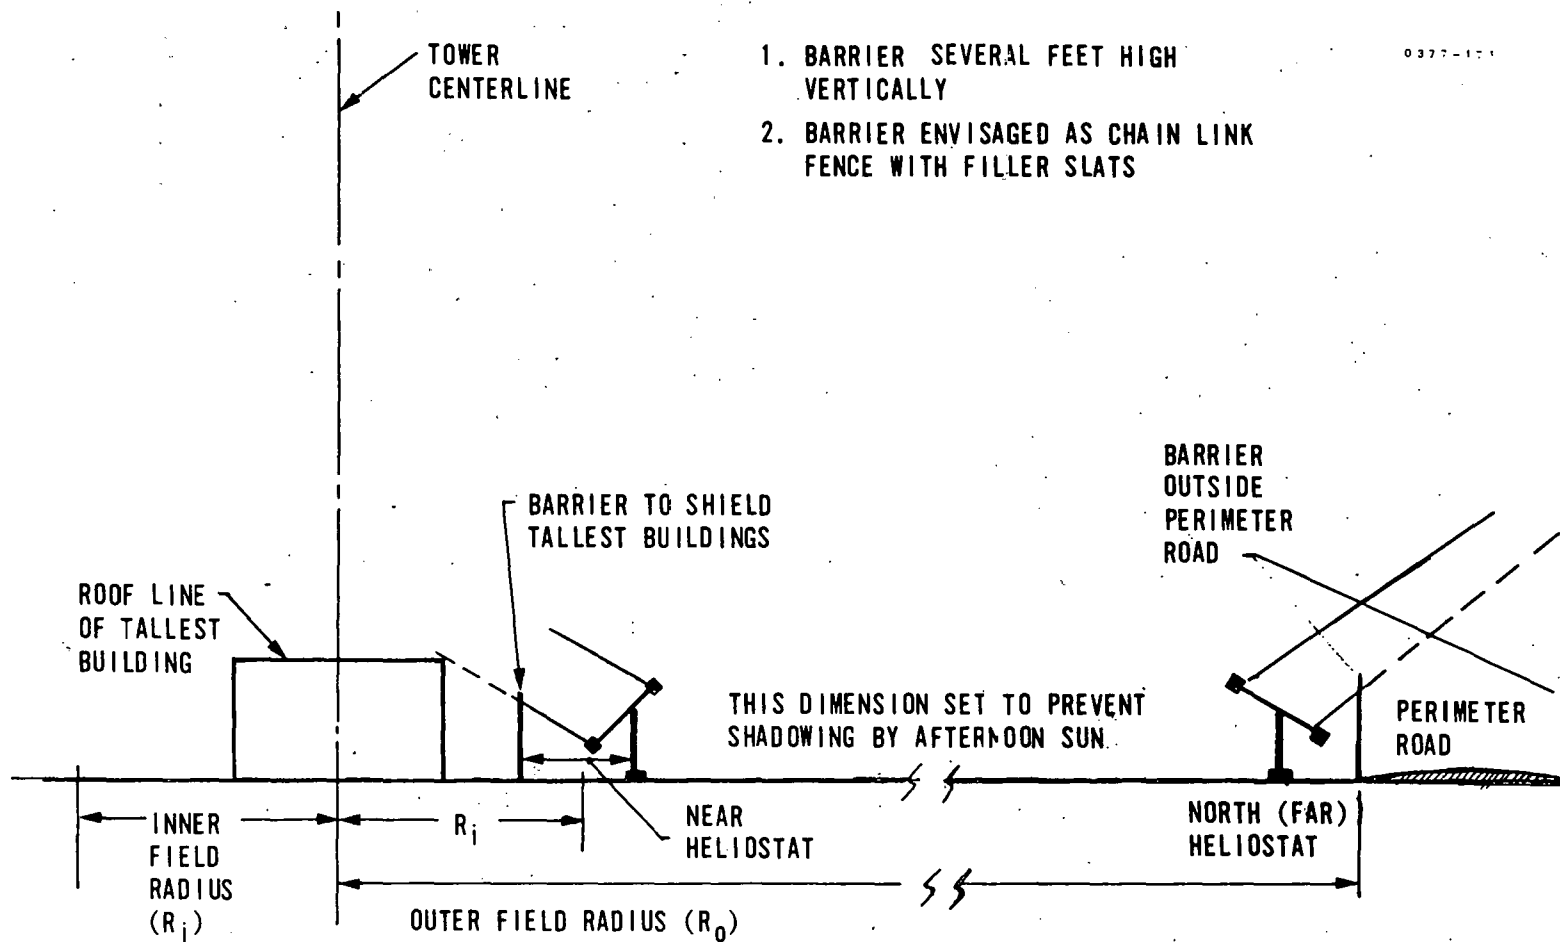 TOWER
CENTERLINE
1. BARRIER SEVERAL FEET HIGH
VERTICALLY
2. BARRIER ENVISAGED AS CHAIN LINK
FENCE WITH FILLER SLATS
BARRIER
OUTSIDE
PERIMETER
ROAD
BARRIER TO SHIELD
TALLEST BUILDINGS
ROOF LINE
OF TALLEST
BUILDING
THIS DIMENSION SET TO PREVENT
SHADOWING BY AFTERNOON SUN
PERIMETER
ROAD
INNER
FIELD
RADIUS
(Ri)
Ri
NEAR
HELIOSTAT
NORTH (FAR)
HELIOSTAT
OUTER FIELD RADIUS (R0)